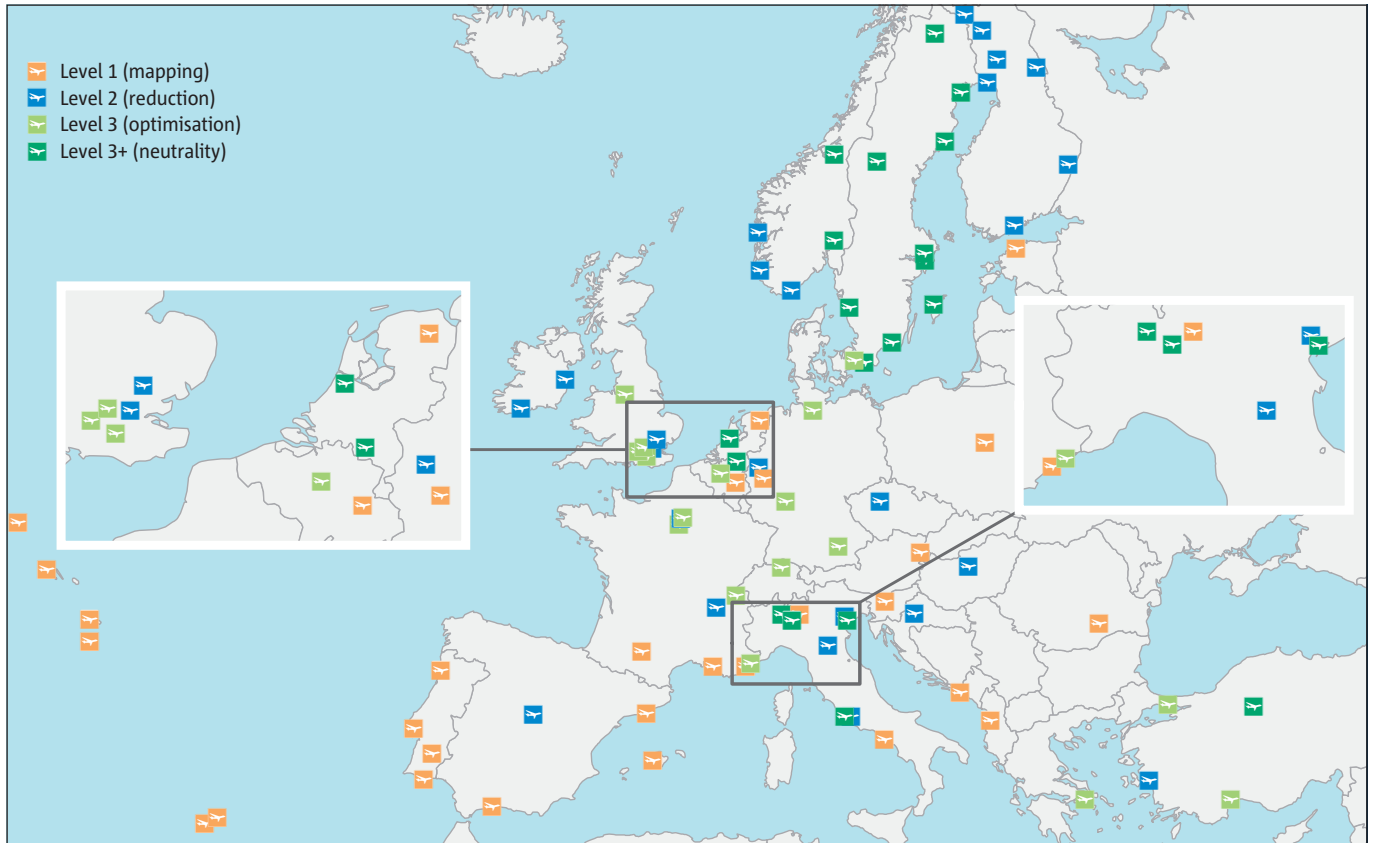 Level 1 (mapping)
Level 2 (reduction)
Level 3 (optimisation)
Level 3+ (neutrality)